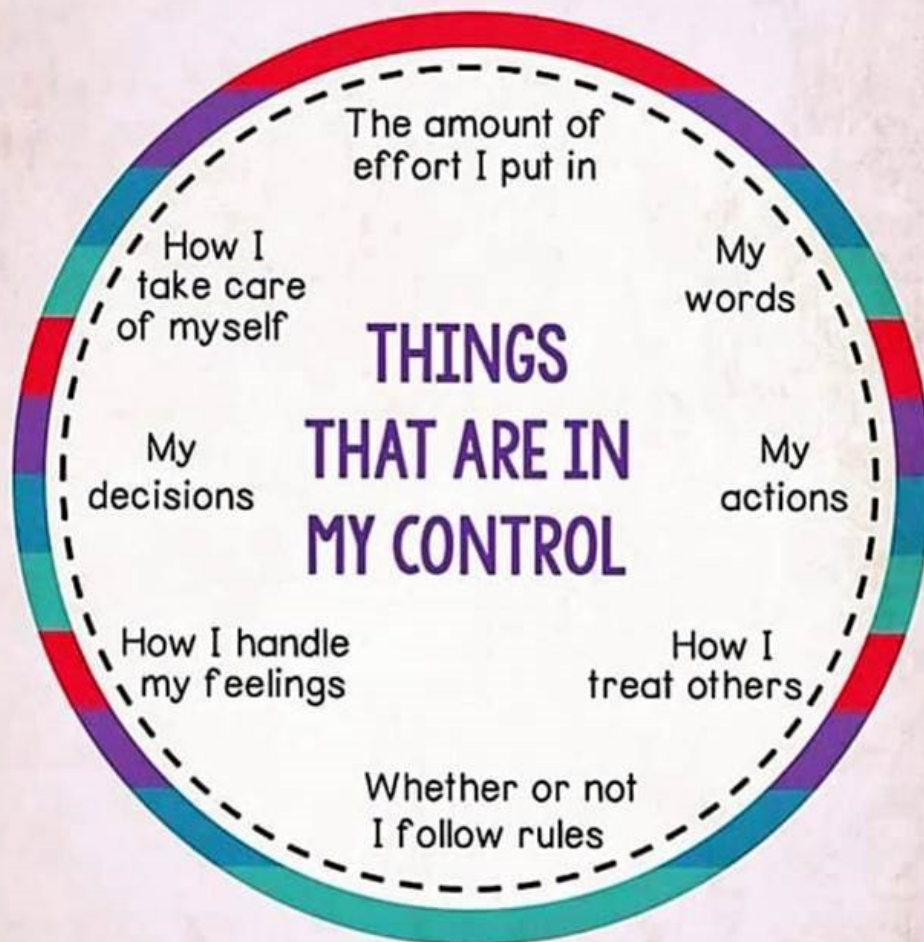 The amount of
effort I put in
My
words
My
actions
How I
treat others
Whether or not
I follow rules
How I handle
my feelings
My
decisions
How I
take care
of myself
THINGS
THAT ARE IN
MY CONTROL